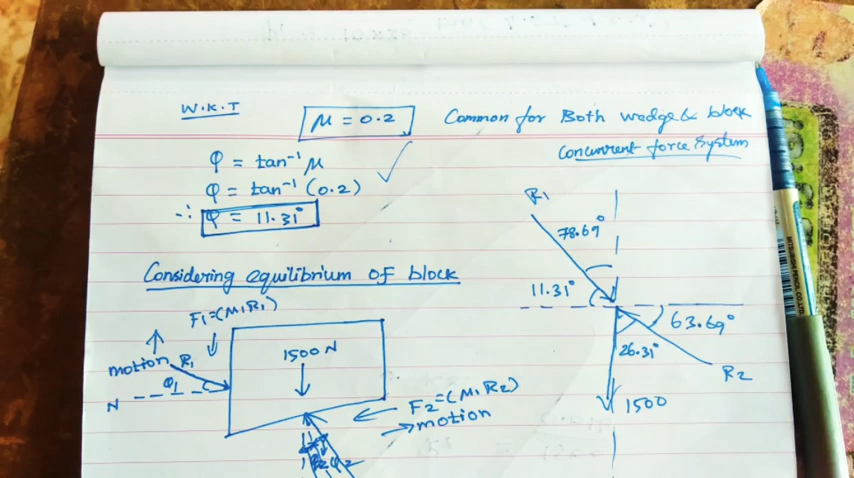 W.K.T
μ = 0.2
Common for Both wedge & block
Concurrent force System
φ = tan⁻¹ μ
φ = tan⁻¹ (0.2)
∴ φ = 11.31°
R1
78.69°
11.31°
63.69°
26.31°
R2
1500
Considering equilibrium of block
F1=(μ1R1)
motion
R1
φ1
N
1500 N
F2=(μ1R2)
motion